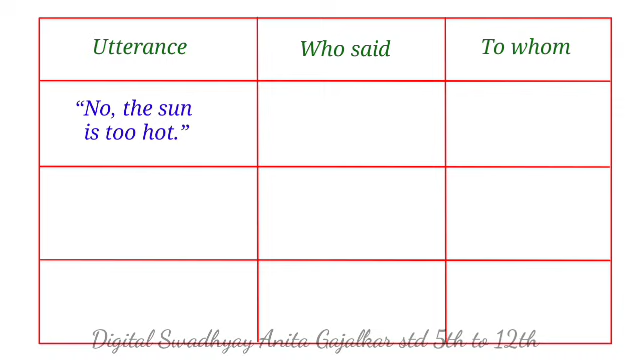 Utterance Who said To whom
“No, the sun
is too hot.”
Digital Swadhyay Anita Gajalkar std 5th to 12th